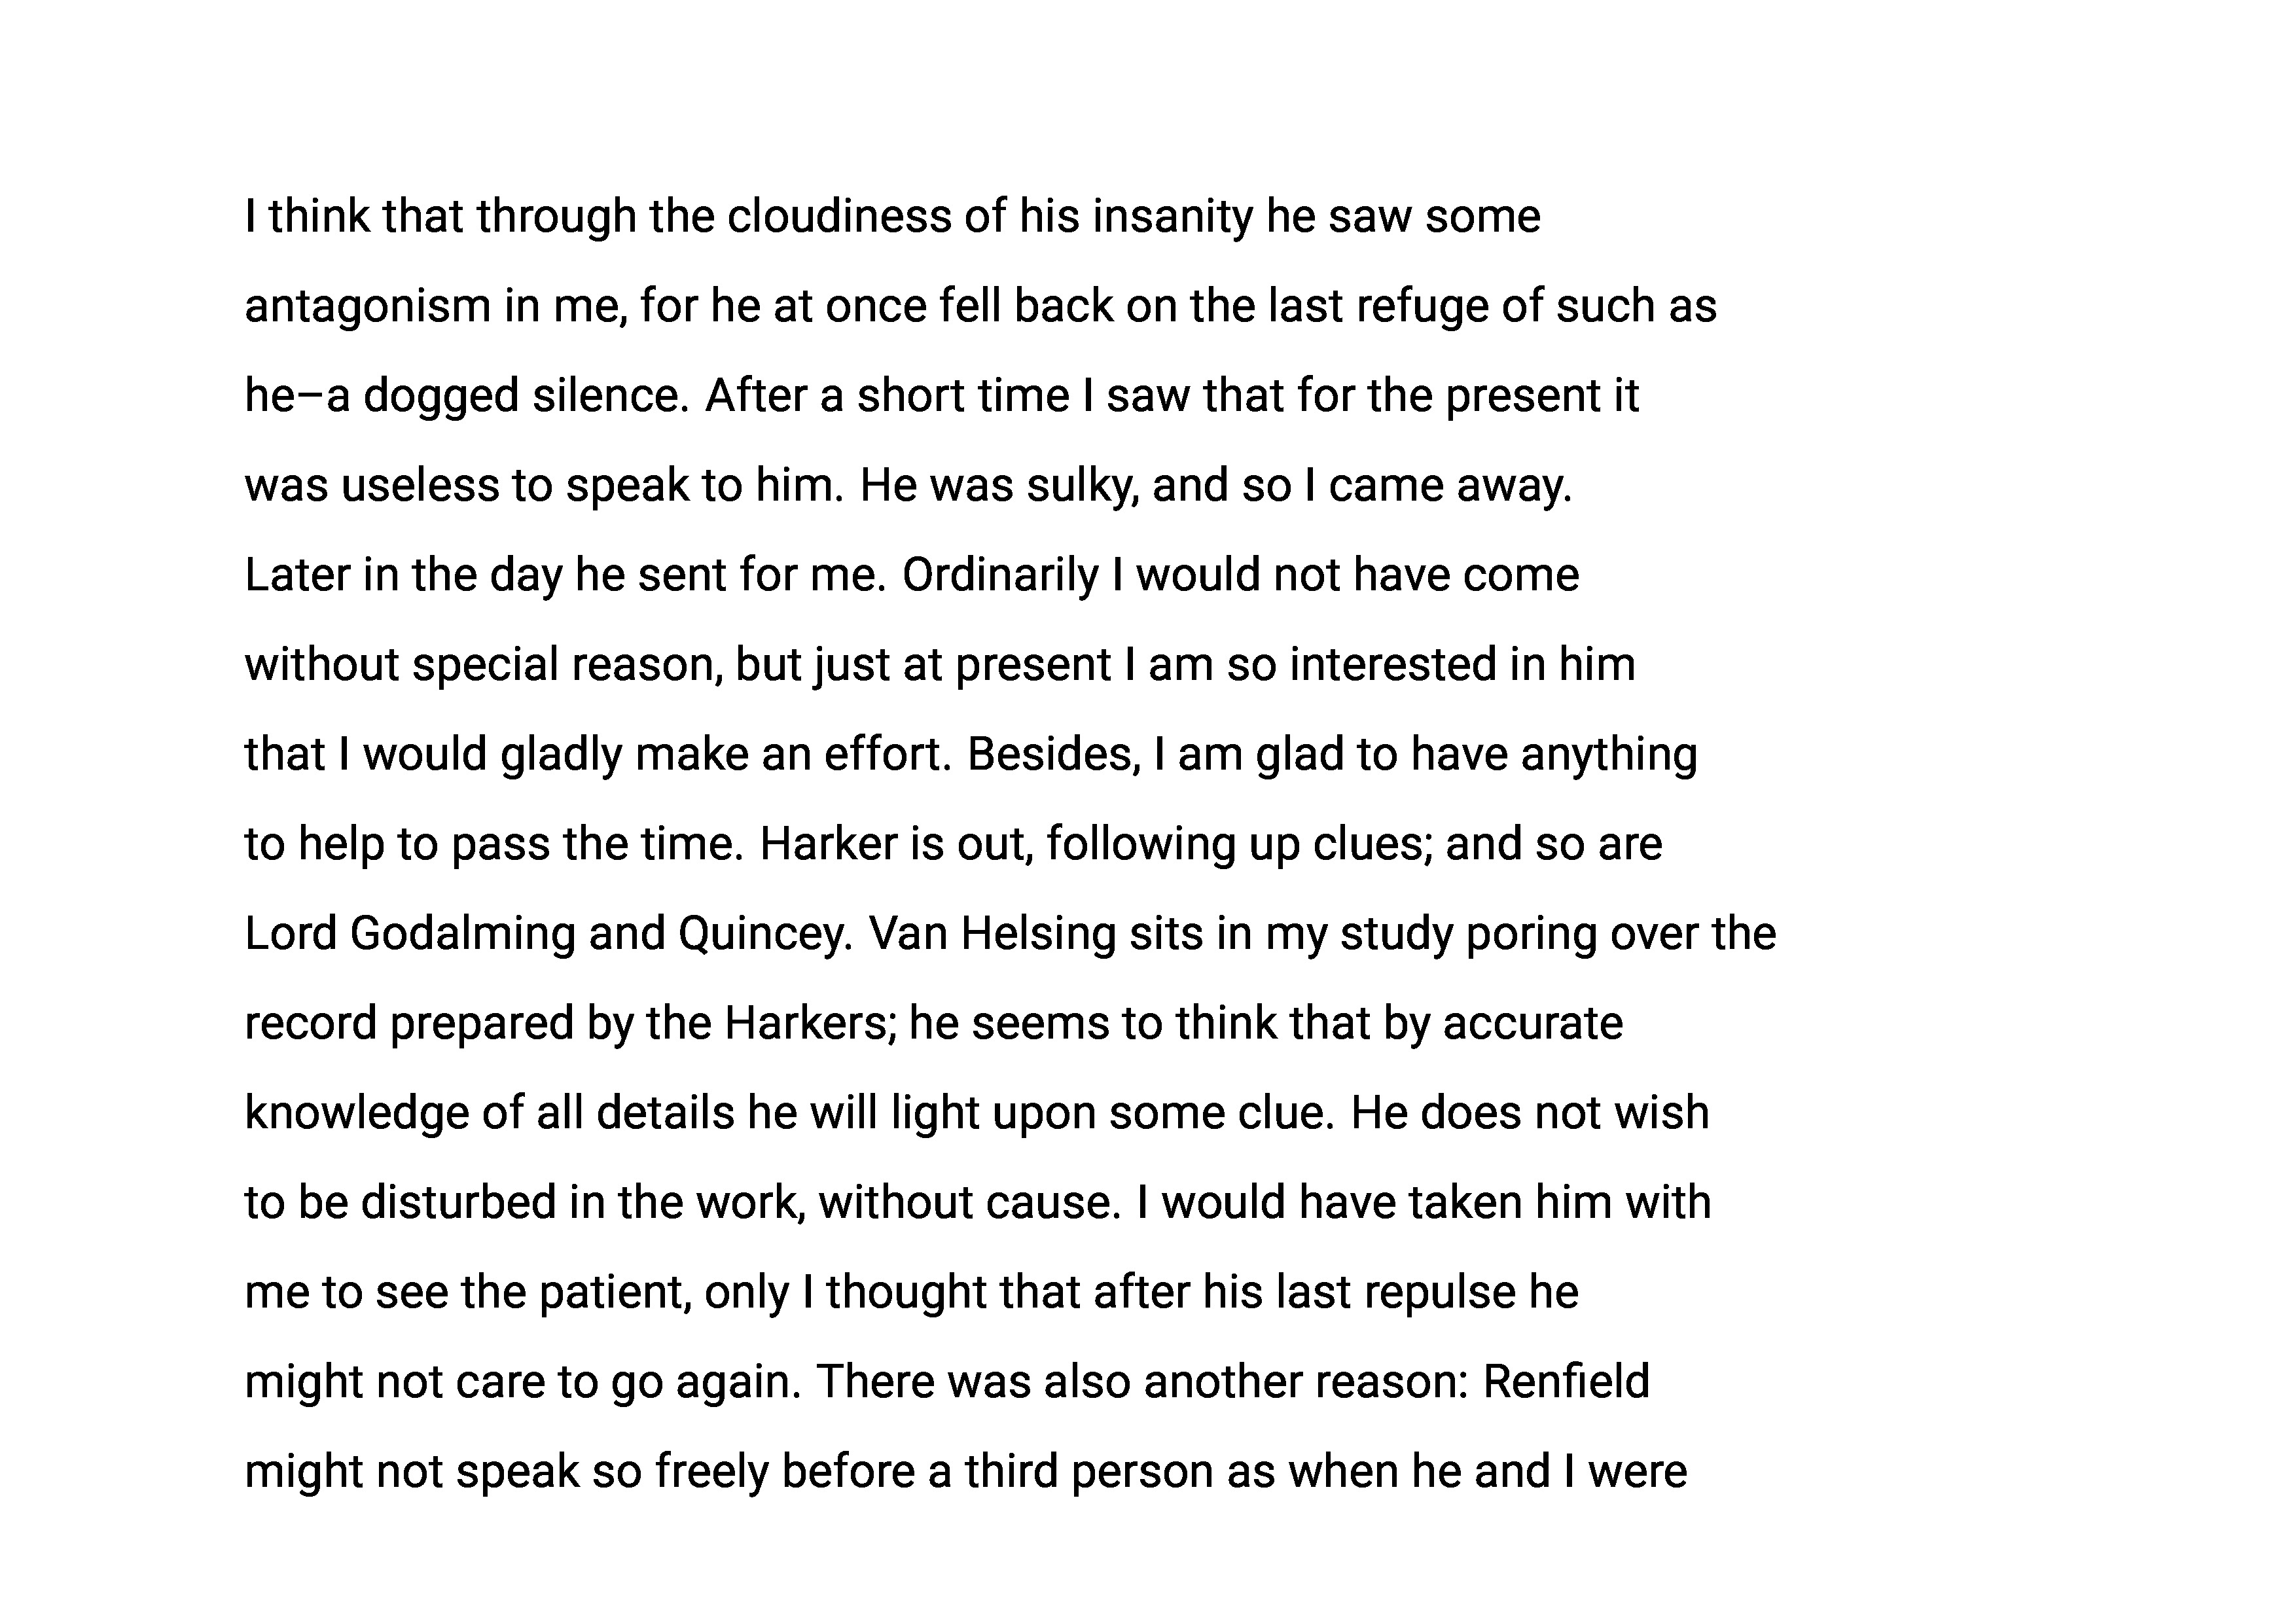 I think that through the cloudiness of his insanity he saw some
antagonism in me, for he at once fell back on the last refuge of such as
he—a dogged silence. After a short time I saw that for the present it
was useless to speak to him. He was sulky, and so I came away.
Later in the day he sent for me. Ordinarily I would not have come
without special reason, but just at present I am so interested in him
that I would gladly make an effort. Besides, I am glad to have anything
to help to pass the time. Harker is out, following up clues; and so are
Lord Godalming and Quincey. Van Helsing sits in my study poring over the
record prepared by the Harkers; he seems to think that by accurate
knowledge of all details he will light upon some clue. He does not wish
to be disturbed in the work, without cause. I would have taken him with
me to see the patient, only I thought that after his last repulse he
might not care to go again. There was also another reason: Renfield
might not speak so freely before a third person as when he and I were